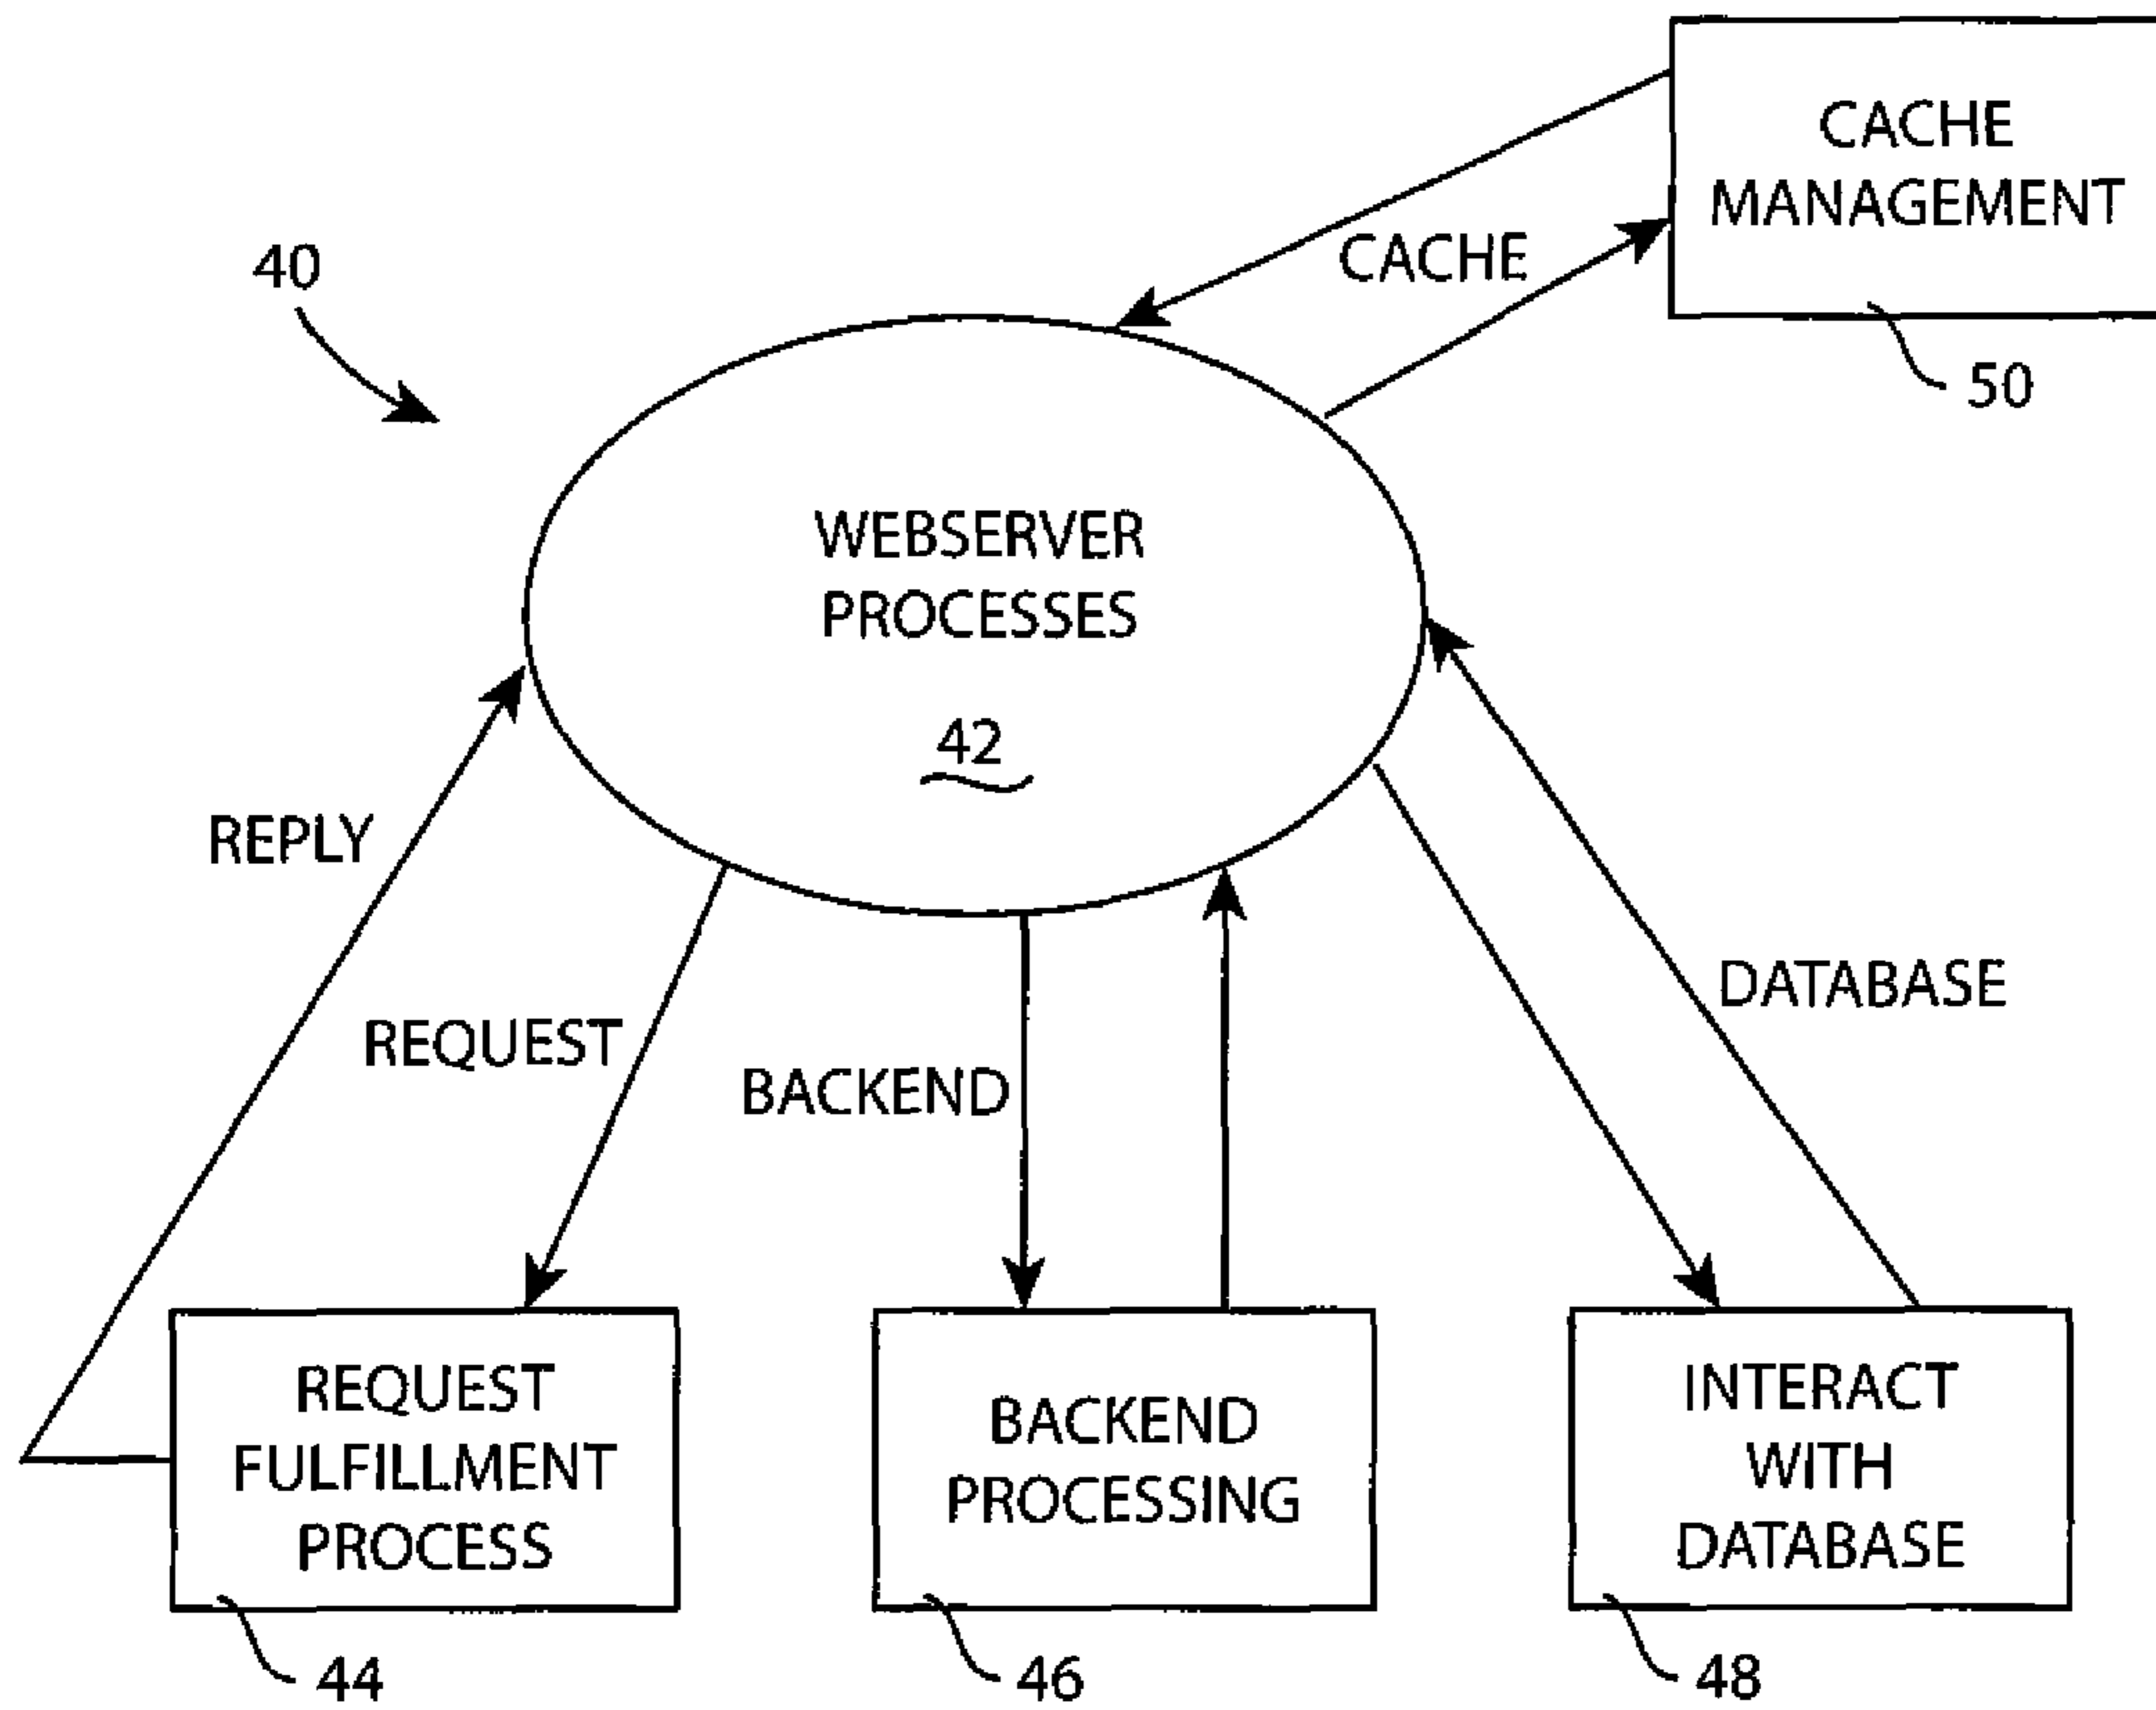 CACHE
MANAGEMENT
CACHE
40
50
WEBSERVER
PROCESSES
42
REPLY
REQUEST
BACKEND
DATABASE
REQUEST
FULFILLMENT
PROCESS
BACKEND
PROCESSING
INTERACT
WITH
DATABASE
44
46
48